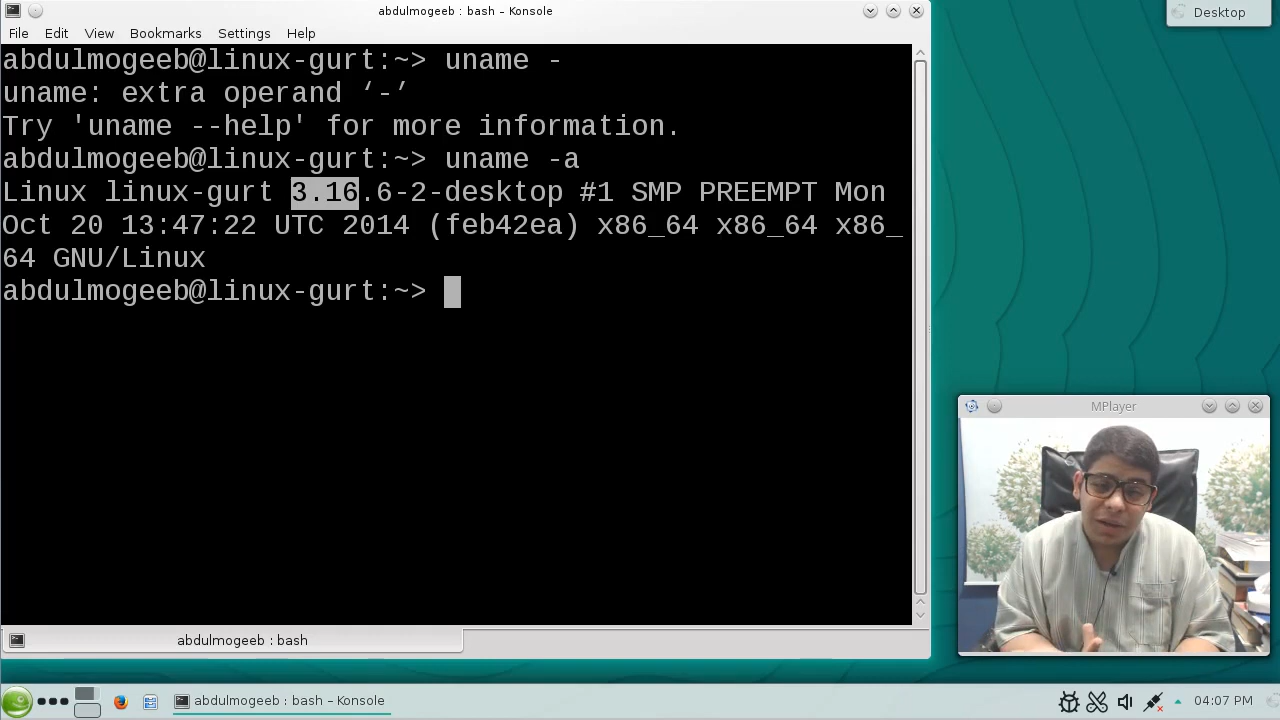 abdulmogeeb : bash – Konsole
Desktop
File Edit View Bookmarks Settings Help
abdulmogeeb@linux-gurt:~> uname -
uname: extra operand ‘-’
Try 'uname --help' for more information.
abdulmogeeb@linux-gurt:~> uname -a
Linux linux-gurt 3.16.6-2-desktop #1 SMP PREEMPT Mon
Oct 20 13:47:22 UTC 2014 (feb42ea) x86_64 x86_64 x86_
64 GNU/Linux
abdulmogeeb@linux-gurt:~>
MPlayer
abdulmogeeb : bash
abdulmogeeb : bash – Konsole
04:07 PM